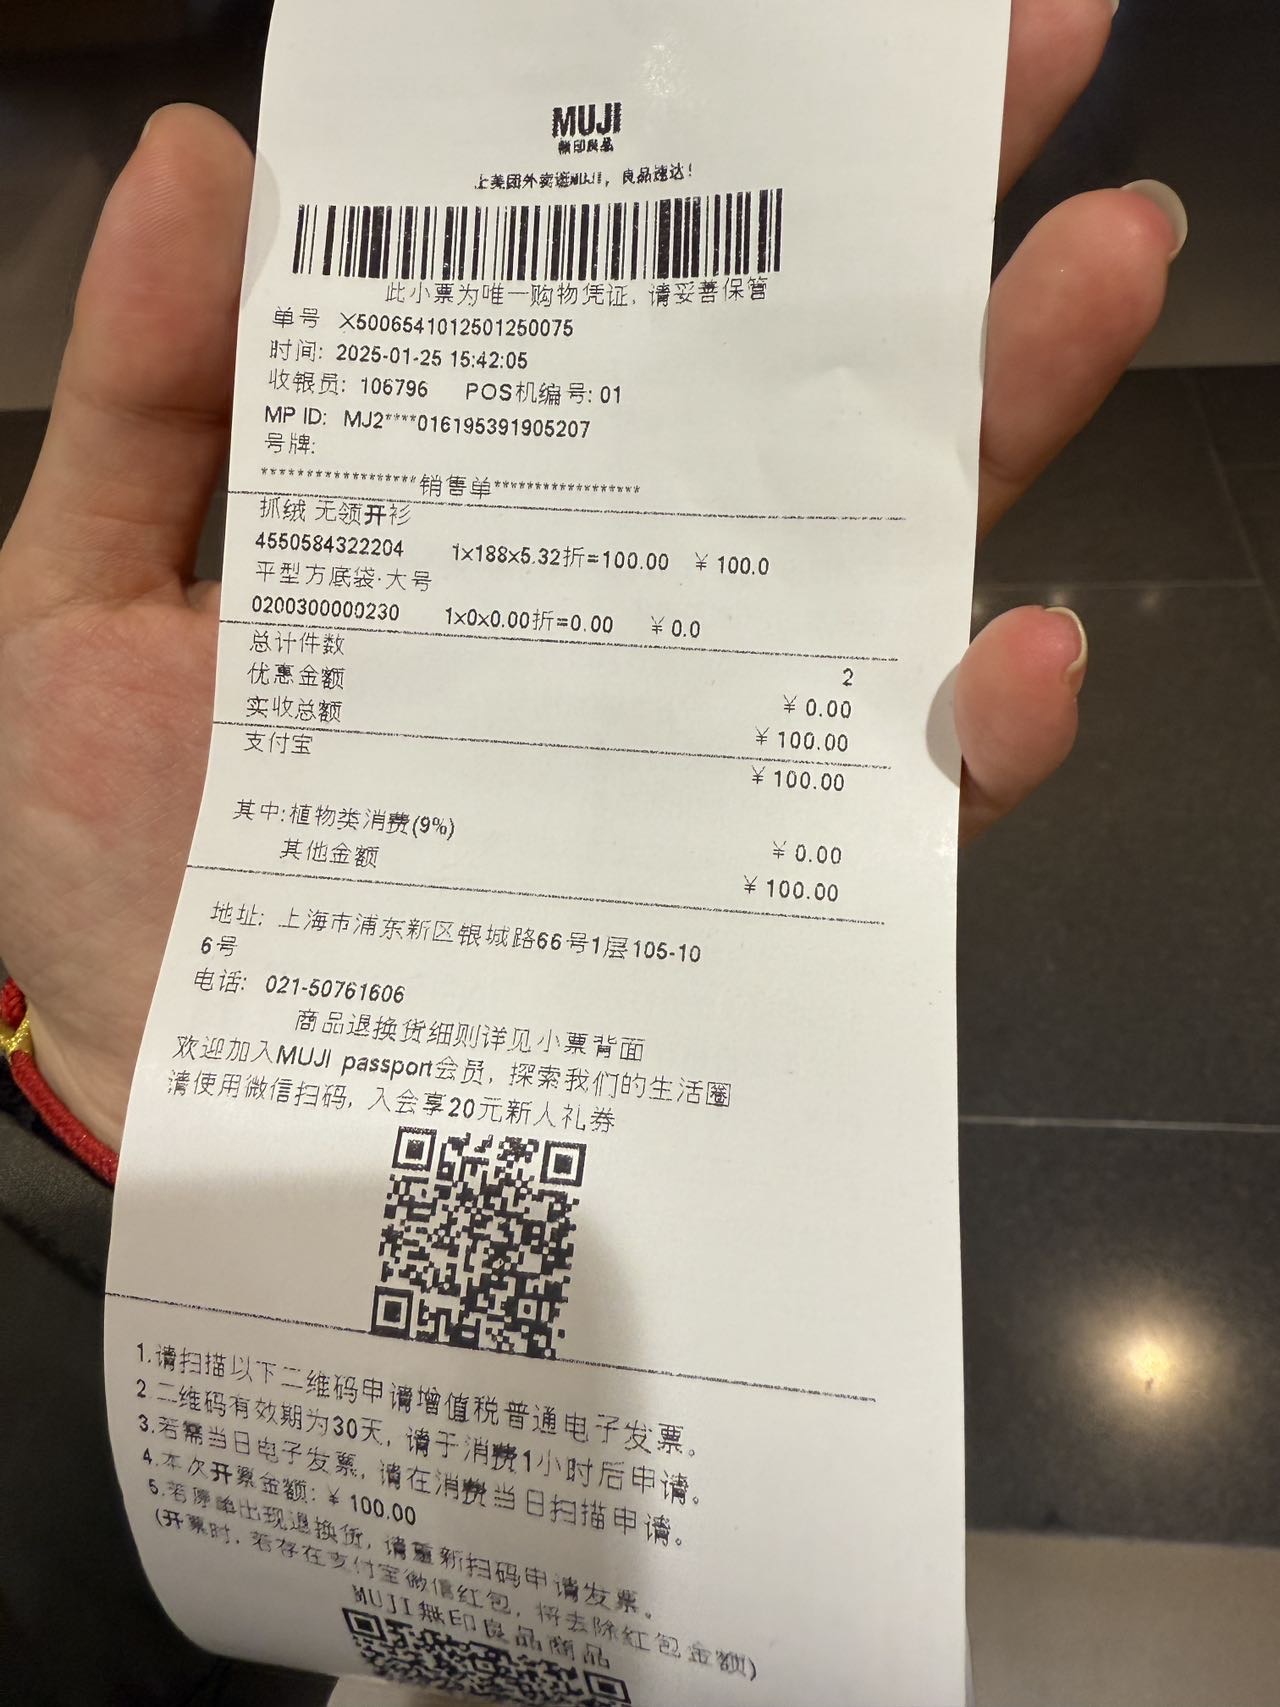 MUJI
無印良品
上美团外卖逛MUJI，良品速达！
此小票为唯一购物凭证，请妥善保管
单号 X5006541012501250075
时间: 2025-01-25 15:42:05
收银员: 106796 POS机编号: 01
MP ID: MJ2****016195391905207
号牌:
******************销售单*****************
抓绒 无领开衫
4550584322204 1x188x5.32折=100.00 ￥100.0
平型方底袋·大号
0200300000230 1x0x0.00折=0.00 ￥0.0
总计件数 2
优惠金额 ￥0.00
实收总额 ￥100.00
支付宝 ￥100.00
其中:植物类消费(9%) ￥0.00
其他金额 ￥100.00
地址: 上海市浦东新区银城路66号1层105-10
6号
电话: 021-50761606
商品退换货细则详见小票背面
欢迎加入MUJI passport会员，探索我们的生活圈
请使用微信扫码，入会享20元新人礼券
1.请扫描以下二维码申请增值税普通电子发票。
2.二维码有效期为30天，请于消费1小时后申请。
3.若需当日电子发票，请在消费当日扫描申请。
4.本次开票金额: ￥100.00
5.若原单出现退换货，请重新扫码申请发票。
(开票时，若存在支付宝微信红包，将去除红包金额)
MUJI無印良品商品